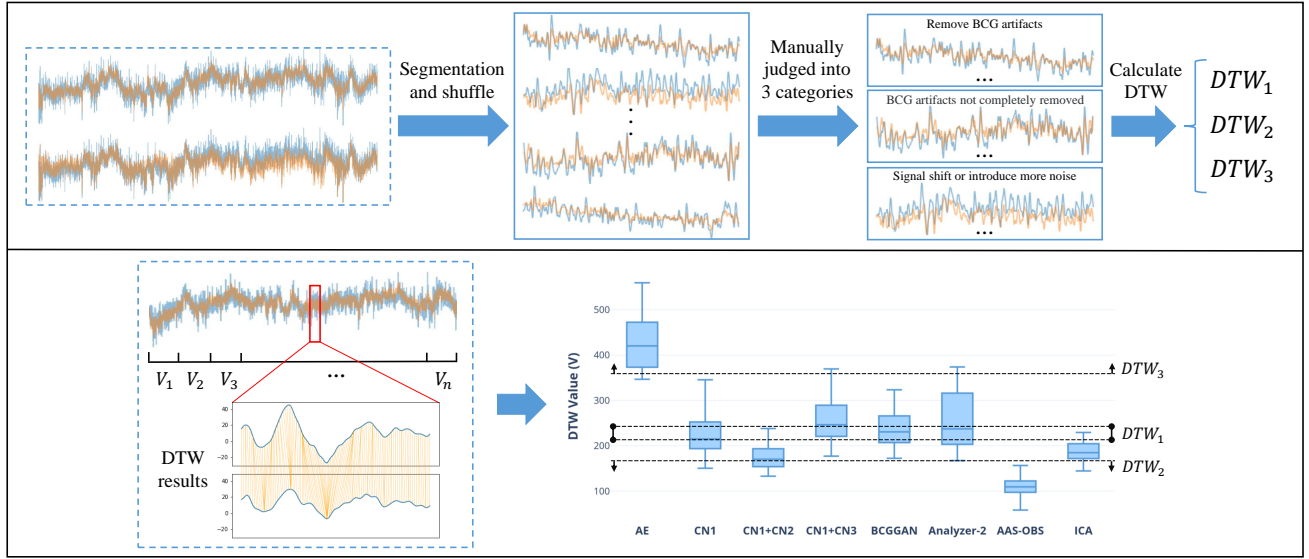 Segmentation
and shuffle
Manually
judged into
3 categories
Remove BCG artifacts
...
BCG artifacts not completely removed
...
Signal shift or introduce more noise
...
Calculate
DTW
DTW₁
DTW₂
DTW₃
V₁ V₂ V₃ ... Vₙ
DTW
results
40
20
0
−20
40
20
0
−20
DTW Value (V)
500
400
300
200
100
DTW₃
DTW₁
DTW₂
AE CN1 CN1+CN2 CN1+CN3 BCGGAN Analyzer-2 AAS-OBS ICA